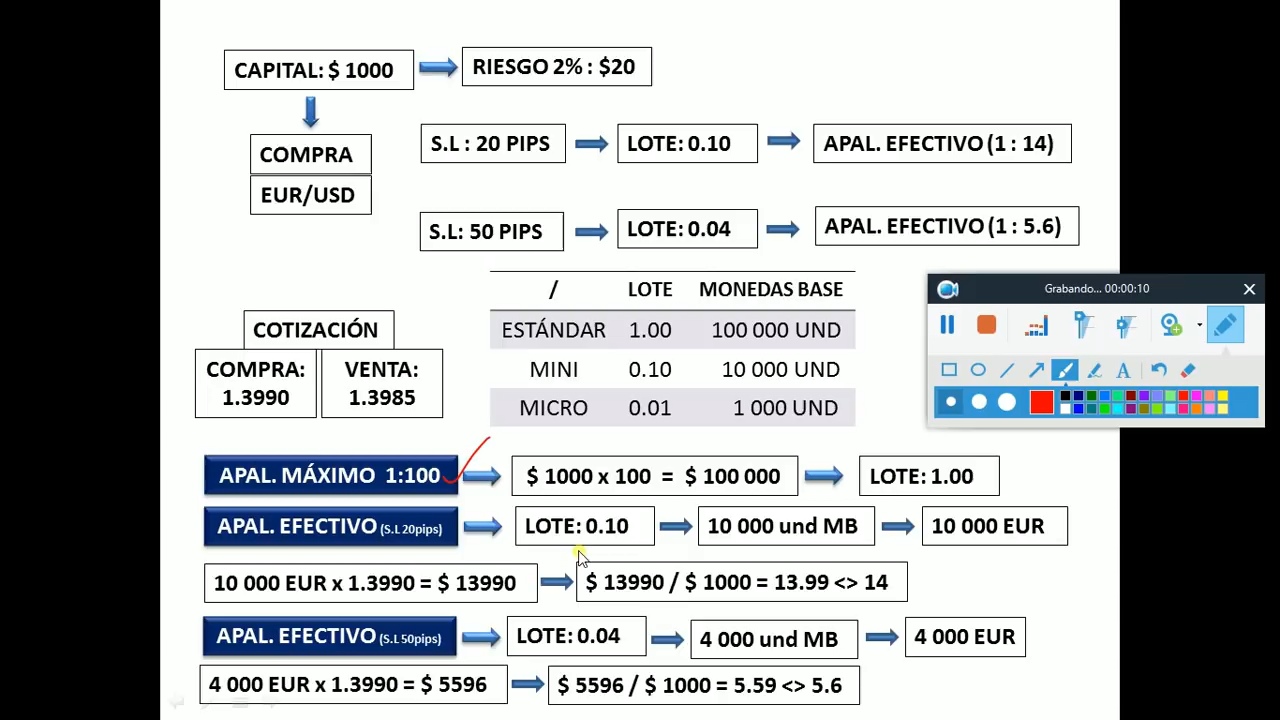 CAPITAL: $ 1000
RIESGO 2% : $20
COMPRA
EUR/USD
S.L : 20 PIPS
LOTE: 0.10
APAL. EFECTIVO (1 : 14)
S.L: 50 PIPS
LOTE: 0.04
APAL. EFECTIVO (1 : 5.6)
/ LOTE MONEDAS BASE
ESTÁNDAR 1.00 100 000 UND
MINI 0.10 10 000 UND
MICRO 0.01 1 000 UND
COTIZACIÓN
COMPRA:
1.3990
VENTA:
1.3985
Grabando... 00:00:10
A
APAL. MÁXIMO 1:100
$ 1000 x 100 = $ 100 000
LOTE: 1.00
APAL. EFECTIVO (S.L 20pips)
LOTE: 0.10
10 000 und MB
10 000 EUR
10 000 EUR x 1.3990 = $ 13990
$ 13990 / $ 1000 = 13.99 <> 14
APAL. EFECTIVO (S.L 50pips)
LOTE: 0.04
4 000 und MB
4 000 EUR
4 000 EUR x 1.3990 = $ 5596
$ 5596 / $ 1000 = 5.59 <> 5.6